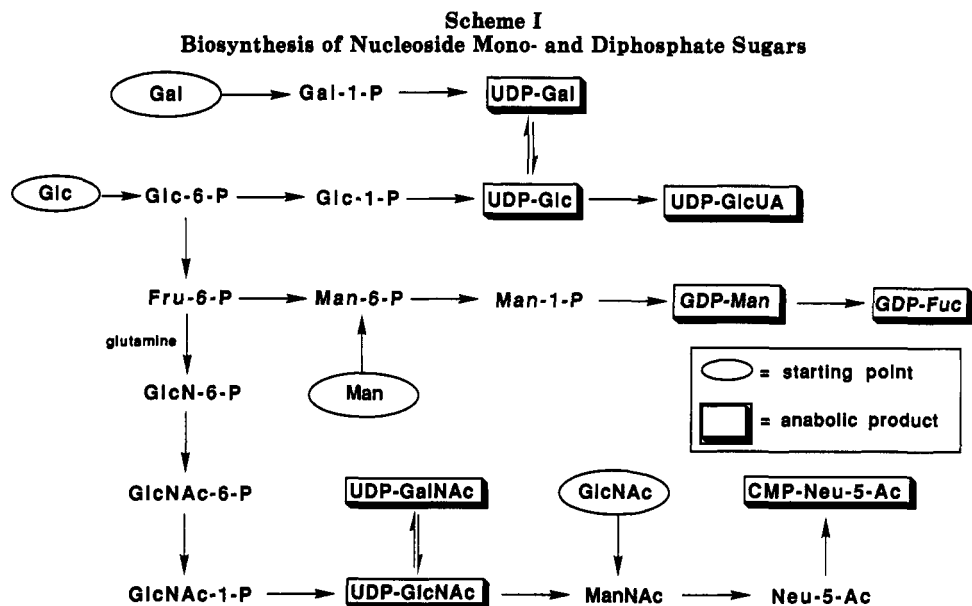 Scheme I
Biosynthesis of Nucleoside Mono- and Diphosphate Sugars
Gal Gal-1-P UDP-Gal
Glc Glc-6-P Glc-1-P UDP-Glc UDP-GlcUA
Fru-6-P Man-6-P Man-1-P GDP-Man GDP-Fuc
glutamine
GlcN-6-P Man
= starting point
= anabolic product
GlcNAc-6-P UDP-GalNAc GlcNAc CMP-Neu-5-Ac
GlcNAc-1-P UDP-GlcNAc ManNAc Neu-5-Ac